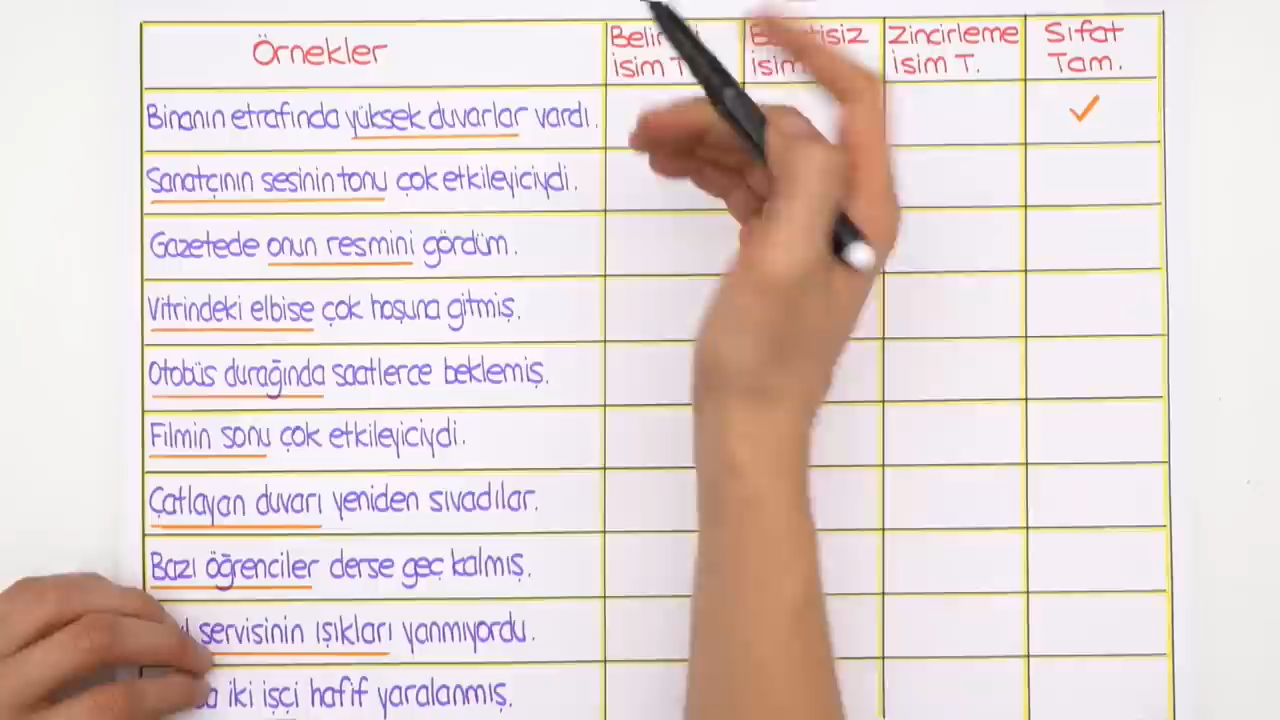 Örnekler
isim T
isim
Zincirleme
isim T.
Sıfat
Tam.
Binanın etrafında yüksek duvarlar vardı.
Sanatçının sesinin tonu çok etkileyiciydi.
Gazetede onun resmini gördüm.
Vitrindeki elbise çok hoşuna gitmiş.
Otobüs durağında saatlerce beklemiş.
Filmin sonu çok etkileyiciydi.
Çatlayan duvarı yeniden sıvadılar.
Bazı öğrenciler derse geç kalmış.
servisinin ışıkları yanmıyordu.
iki işçi hafif yaralanmış.